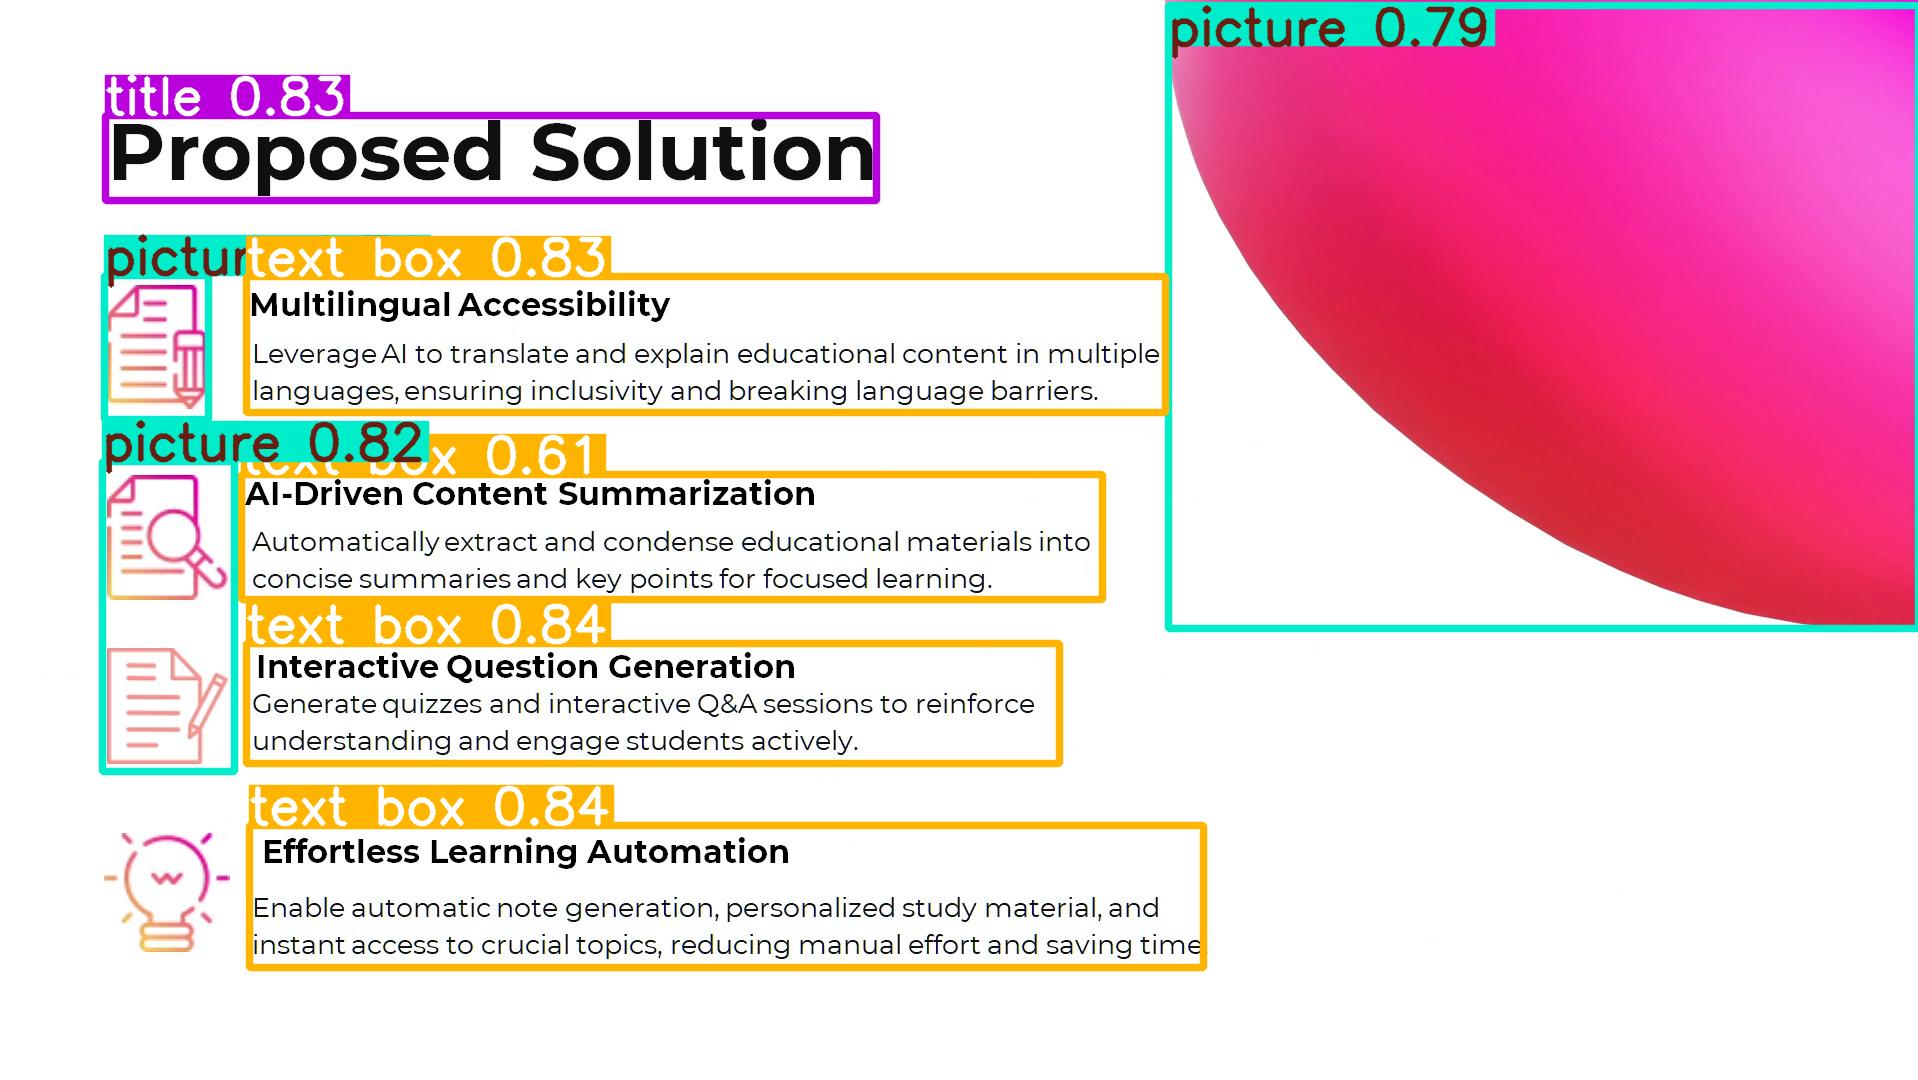 picture 0.79
title 0.83
Proposed Solution
pictur
text box 0.83
Multilingual Accessibility
Leverage AI to translate and explain educational content in multiple
languages, ensuring inclusivity and breaking language barriers.
picture 0.82
box 0.61
AI-Driven Content Summarization
Automatically extract and condense educational materials into
concise summaries and key points for focused learning.
text box 0.84
Interactive Question Generation
Generate quizzes and interactive Q&A sessions to reinforce
understanding and engage students actively.
text box 0.84
Effortless Learning Automation
Enable automatic note generation, personalized study material, and
instant access to crucial topics, reducing manual effort and saving time.